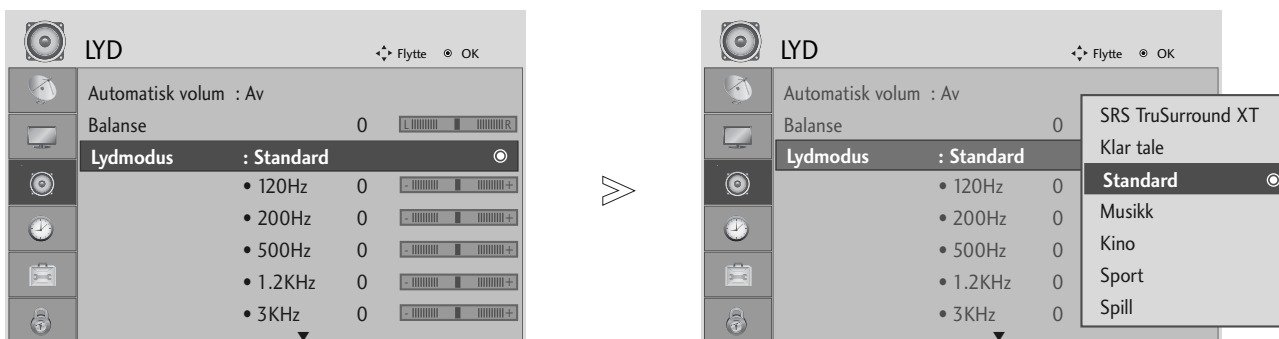 LYD
Flytte OK
Automatisk volum : Av
Balanse 0 L R
Lydmodus : Standard
• 120Hz 0 - +
• 200Hz 0 - +
• 500Hz 0 - +
• 1.2KHz 0 - +
• 3KHz 0 - +
LYD
Flytte OK
Automatisk volum : Av
Balanse 0
Lydmodus : Standard
• 120Hz 0
• 200Hz 0
• 500Hz 0
• 1.2KHz 0
• 3KHz 0
SRS TruSurround XT
Klar tale
Standard
Musikk
Kino
Sport
Spill